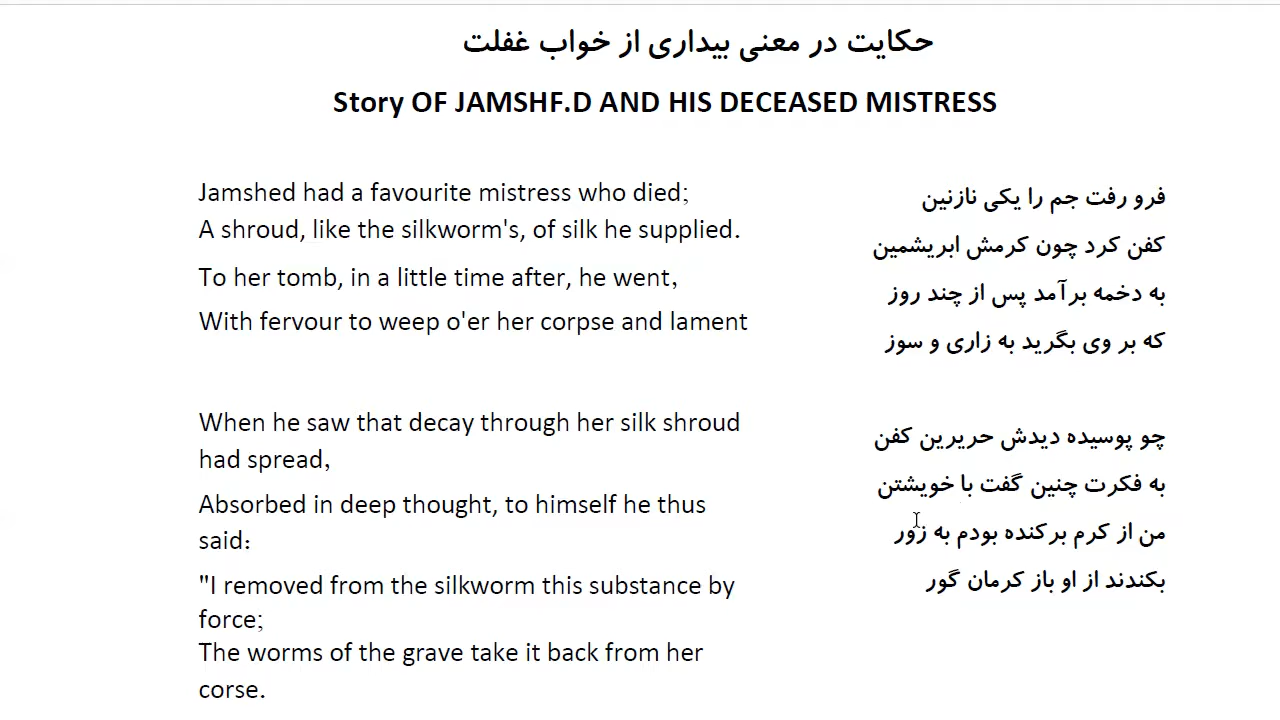 حکایت در معنی بیداری از خواب غفلت
Story OF JAMSHF.D AND HIS DECEASED MISTRESS
Jamshed had a favourite mistress who died;
A shroud, like the silkworm's, of silk he supplied.
To her tomb, in a little time after, he went,
With fervour to weep o'er her corpse and lament
When he saw that decay through her silk shroud
had spread,
Absorbed in deep thought, to himself he thus
said:
"I removed from the silkworm this substance by
force;
The worms of the grave take it back from her
corse.
فرو رفت جم را یکی نازنین
کفن کرد چون کرمش ابریشمین
به دخمه برآمد پس از چند روز
که بر وی بگرید به زاری و سوز
چو پوسیده دیدش حریرین کفن
به فکرت چنین گفت با خویشتن
من از کرم برکنده بودم به زور
بکندند از او باز کرمان گور